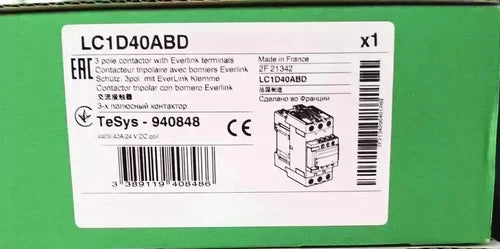 LC1D40ABD
x1
3 pole contactor with Everlink terminals
Contacteur tripolaire avec borniers Everlink
Schütz, 3pol. mit EverLink Klemme
Contactor tripolar con bornero Everlink
交流接触器
3-х полюсный контактор
EAC
Made in France
2F 21342
LC1D40ABD
法国制造
Сделано во Франции
TeSys - 940848
440V-40A-24 V DC coil
CE
3 389119 408486